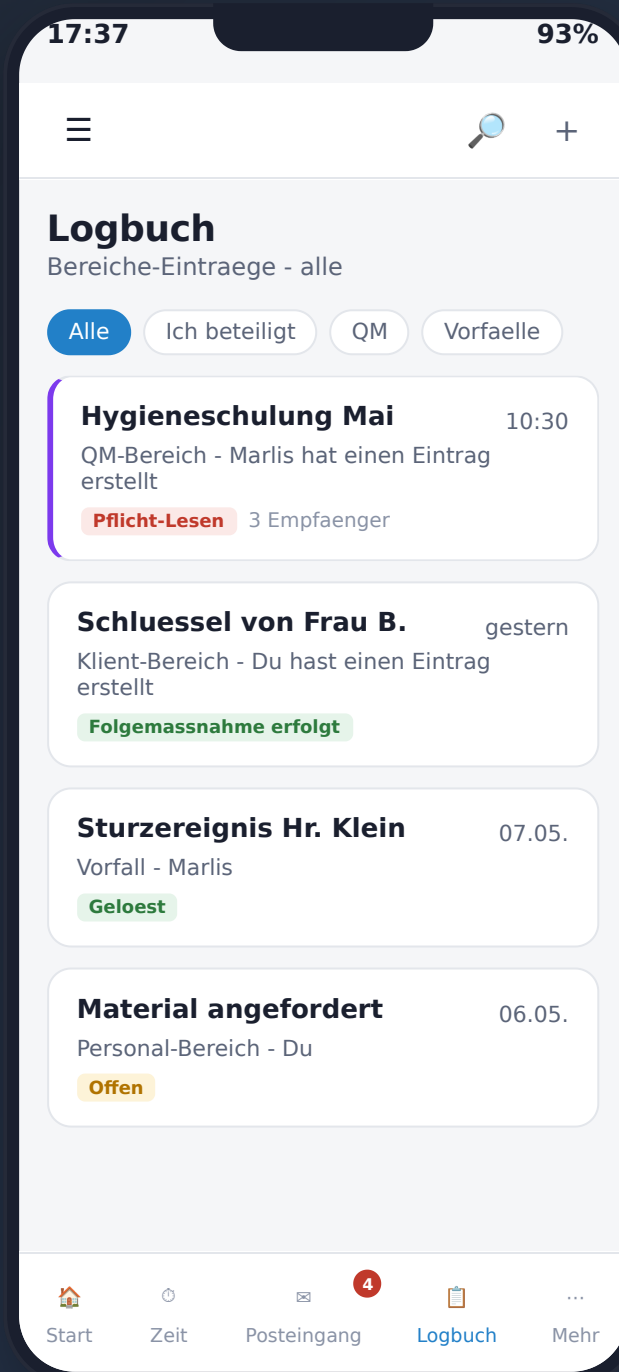 17:37 93%
☰ 🔎 +
Logbuch
Bereiche-Eintraege - alle
Alle Ich beteiligt QM Vorfaelle
Hygieneschulung Mai 10:30
QM-Bereich - Marlis hat einen Eintrag
erstellt
Pflicht-Lesen 3 Empfaenger
Schluessel von Frau B. gestern
Klient-Bereich - Du hast einen Eintrag
erstellt
Folgemassnahme erfolgt
Sturzereignis Hr. Klein 07.05.
Vorfall - Marlis
Geloest
Material angefordert 06.05.
Personal-Bereich - Du
Offen
4
Start Zeit Posteingang Logbuch Mehr